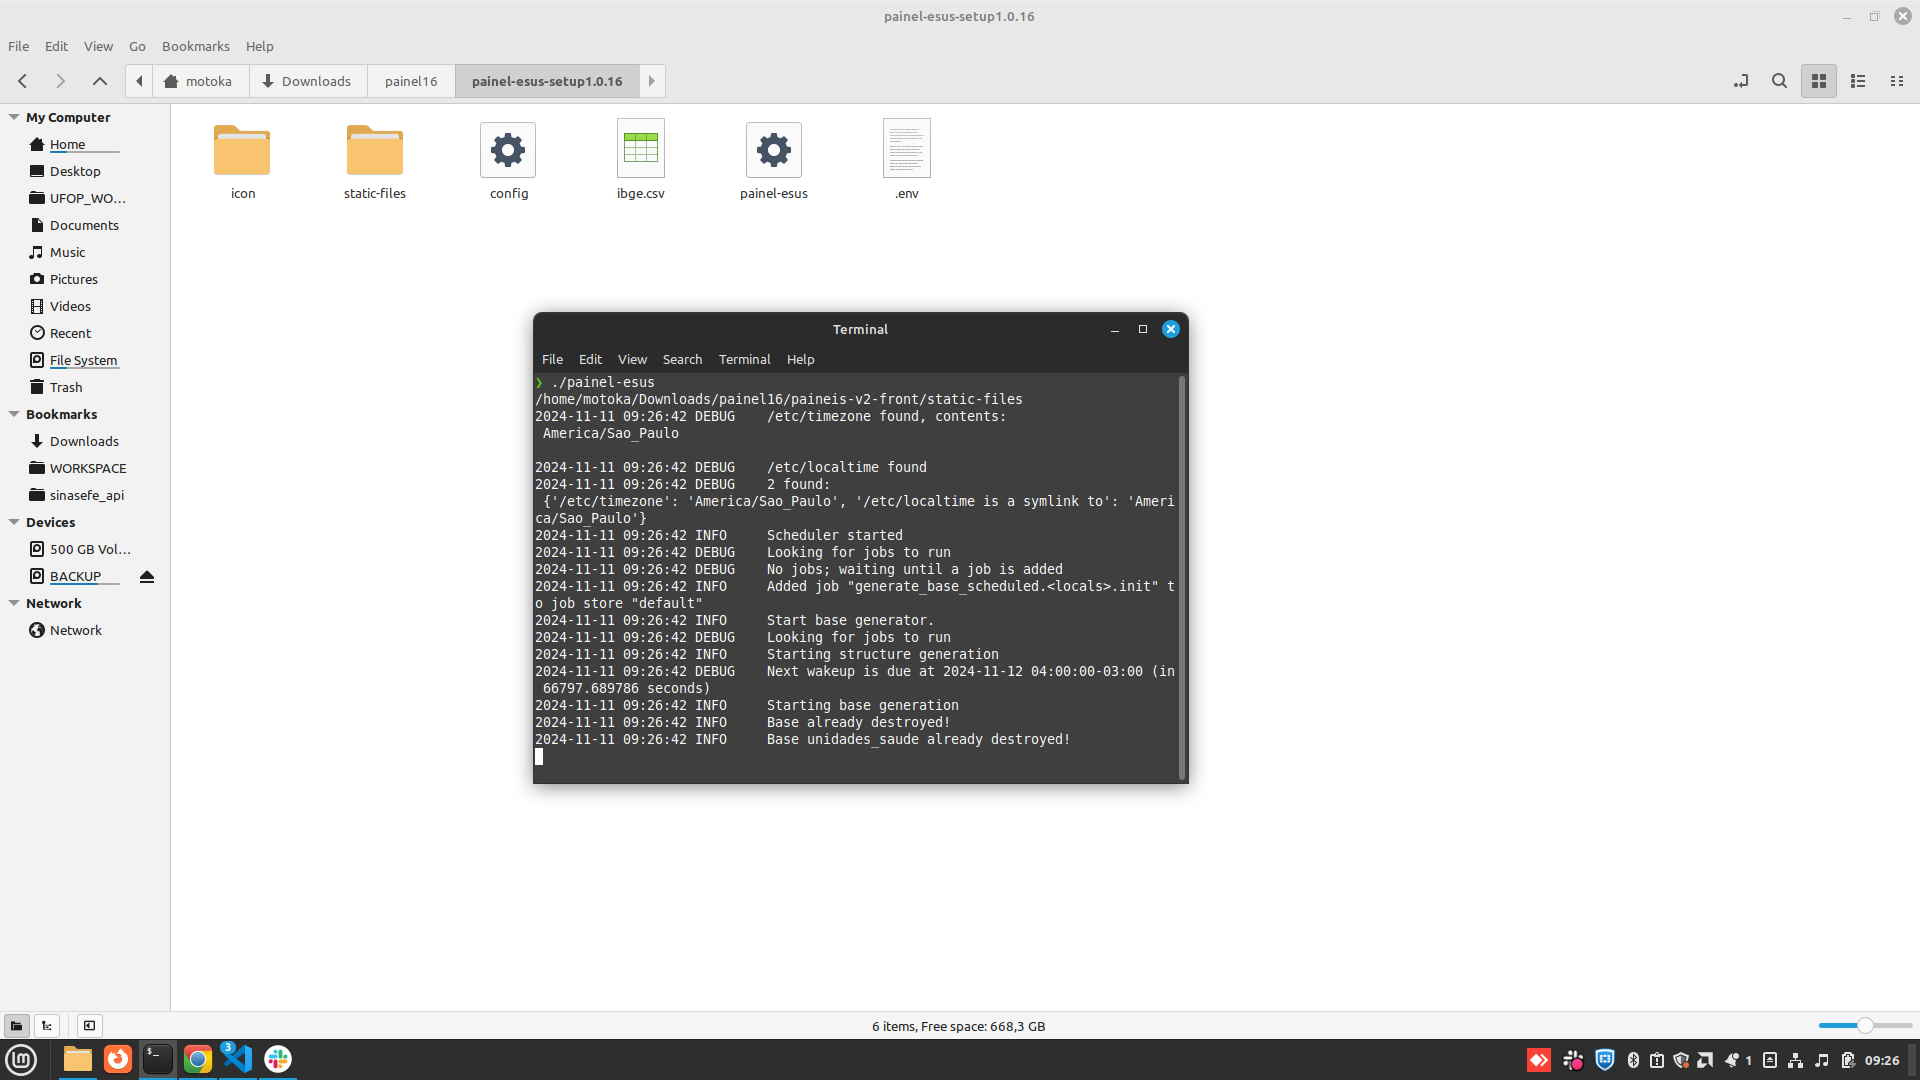 painel-esus-setup1.0.16
File Edit View Go Bookmarks Help
motoka Downloads painel16 painel-esus-setup1.0.16
My Computer
Home
Desktop
UFOP_WO...
Documents
Music
Pictures
Videos
Recent
File System
Trash
Bookmarks
Downloads
WORKSPACE
sinasefe_api
Devices
500 GB Vol...
BACKUP
Network
Network
icon static-files config ibge.csv painel-esus .env
Terminal
File Edit View Search Terminal Help
❯ ./painel-esus
/home/motoka/Downloads/painel16/paineis-v2-front/static-files
2024-11-11 09:26:42 DEBUG /etc/timezone found, contents:
America/Sao_Paulo
2024-11-11 09:26:42 DEBUG /etc/localtime found
2024-11-11 09:26:42 DEBUG 2 found:
{'/etc/timezone': 'America/Sao_Paulo', '/etc/localtime is a symlink to': 'Ameri
ca/Sao_Paulo'}
2024-11-11 09:26:42 INFO Scheduler started
2024-11-11 09:26:42 DEBUG Looking for jobs to run
2024-11-11 09:26:42 DEBUG No jobs; waiting until a job is added
2024-11-11 09:26:42 INFO Added job "generate_base_scheduled.<locals>.init" t
o job store "default"
2024-11-11 09:26:42 INFO Start base generator.
2024-11-11 09:26:42 DEBUG Looking for jobs to run
2024-11-11 09:26:42 INFO Starting structure generation
2024-11-11 09:26:42 DEBUG Next wakeup is due at 2024-11-12 04:00:00-03:00 (in
66797.689786 seconds)
2024-11-11 09:26:42 INFO Starting base generation
2024-11-11 09:26:42 INFO Base already destroyed!
2024-11-11 09:26:42 INFO Base unidades_saude already destroyed!
6 items, Free space: 668,3 GB
3
1
09:26